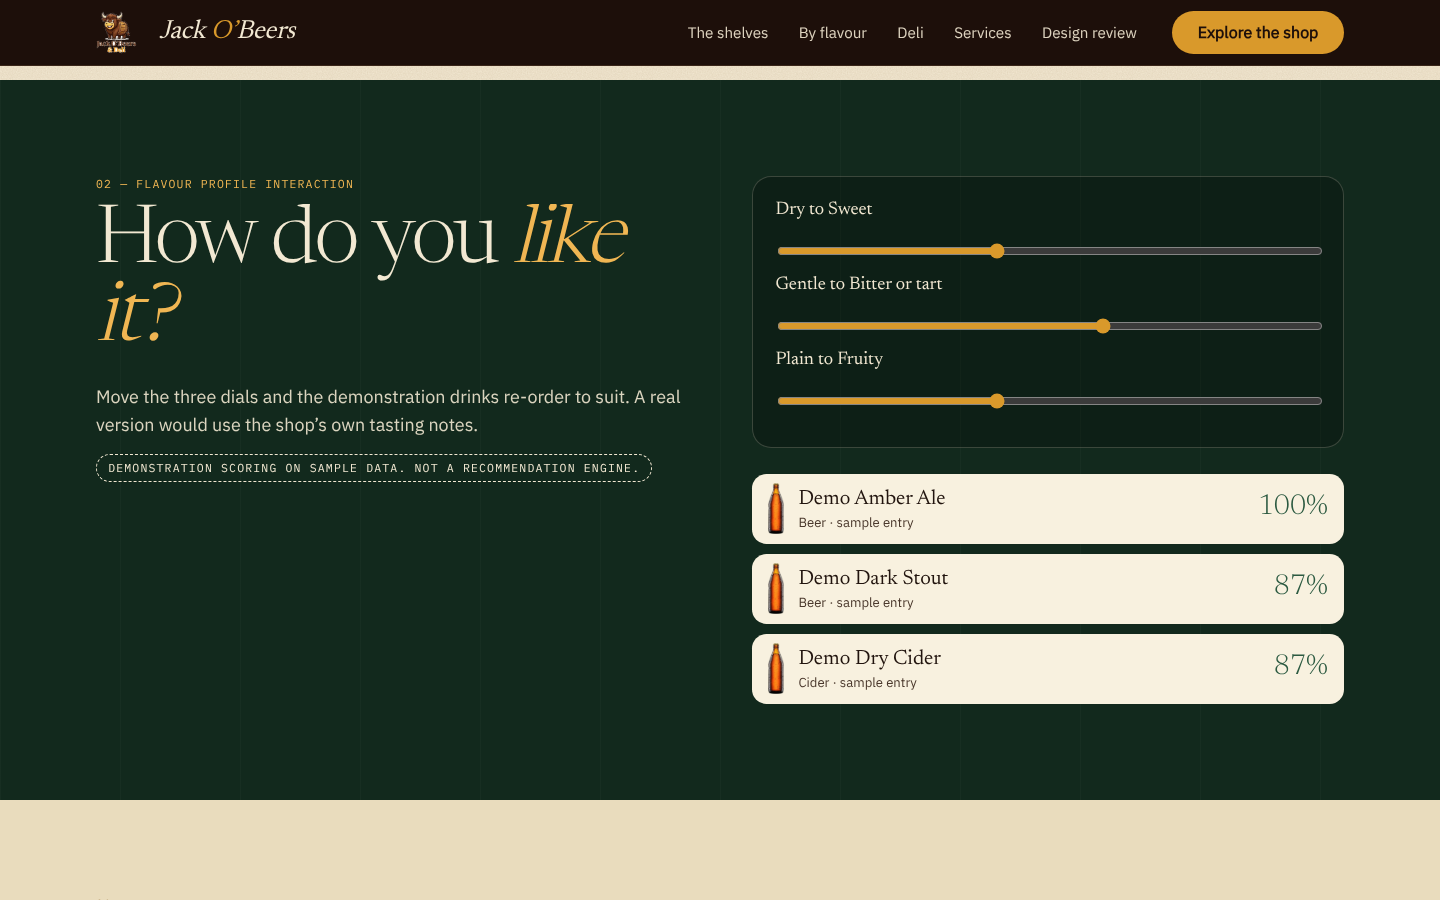 Jack O'Beers
Jack O’Beers
& Deli
The shelves
By flavour
Deli
Services
Design review
Explore the shop
02 — FLAVOUR PROFILE INTERACTION
How do you like
it?
Move the three dials and the demonstration drinks re-order to suit. A real
version would use the shop’s own tasting notes.
DEMONSTRATION SCORING ON SAMPLE DATA. NOT A RECOMMENDATION ENGINE.
Dry to Sweet
Gentle to Bitter or tart
Plain to Fruity
Demo Amber Ale
Beer · sample entry
100%
Demo Dark Stout
Beer · sample entry
87%
Demo Dry Cider
Cider · sample entry
87%